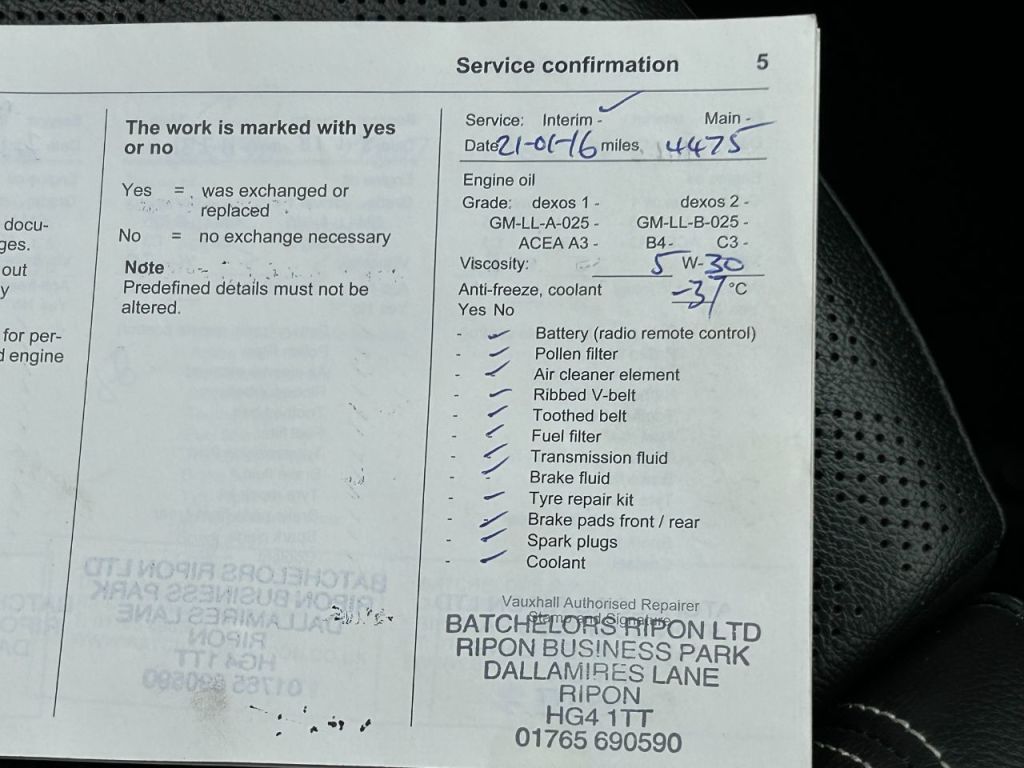 Service confirmation 5
docu-
ges.
out
y
for per-
d engine
The work is marked with yes
or no
Yes = was exchanged or
replaced
No = no exchange necessary
Note
Predefined details must not be
altered.
Service: Interim - Main -
Date 21-01-16 miles 4475
Engine oil
Grade: dexos 1 - dexos 2 -
GM-LL-A-025 - GM-LL-B-025 -
ACEA A3 - B4 - C3 -
Viscosity: 5 W-30
Anti-freeze, coolant -37 °C
Yes No
- Battery (radio remote control)
- Pollen filter
- Air cleaner element
- Ribbed V-belt
- Toothed belt
- Fuel filter
- Transmission fluid
- Brake fluid
- Tyre repair kit
- Brake pads front / rear
- Spark plugs
- Coolant
Vauxhall Authorised Repairer
Stamp and Signature
BATCHELORS RIPON LTD
RIPON BUSINESS PARK
DALLAMIRES LANE
RIPON
HG4 1TT
01765 690590